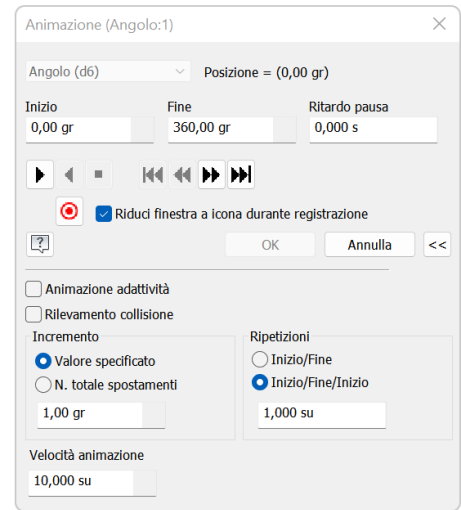 Animazione (Angolo:1)
Angolo (d6)
Posizione = (0,00 gr)
Inizio
Fine
Ritardo pausa
0,00 gr
360,00 gr
0,000 s
Riduci finestra a icona durante registrazione
?
OK
Annulla
<<
Animazione adattività
Rilevamento collisione
Incremento
Ripetizioni
Valore specificato
Inizio/Fine
N. totale spostamenti
Inizio/Fine/Inizio
1,00 gr
1,000 su
Velocità animazione
10,000 su